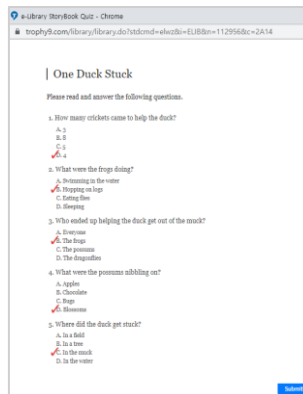 e-Library StoryBook Quiz - Chrome
trophy9.com/library/library.do?stdcmd=elwz&i=ELIB&n=112956&c=2A14
One Duck Stuck
Please read and answer the following questions.
1. How many crickets came to help the duck?
A. 3
B. 8
C. 5
D. 4
2. What were the frogs doing?
A. Swimming in the water
B. Hopping on logs
C. Eating flies
D. Sleeping
3. Who ended up helping the duck get out of the muck?
A. Everyone
B. The frogs
C. The possums
D. The dragonflies
4. What were the possums nibbling on?
A. Apples
B. Chocolate
C. Bugs
D. Blossoms
5. Where did the duck get stuck?
A. In a field
B. In a tree
C. In the muck
D. In the water
Submit